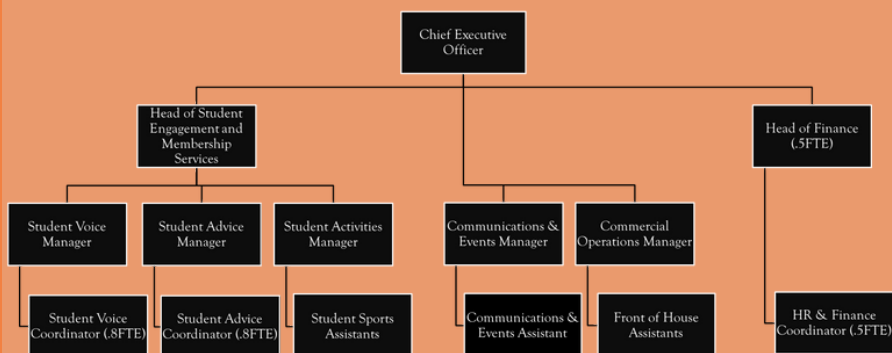 Chief Executive
Officer
Head of Student
Engagement and
Membership
Services
Head of Finance
(.5FTE)
Student Voice
Manager
Student Advice
Manager
Student Activities
Manager
Communications &
Events Manager
Commercial
Operations Manager
Student Voice
Coordinator (.8FTE)
Student Advice
Coordinator (.8FTE)
Student Sports
Assistants
Communications &
Events Assistant
Front of House
Assistants
HR & Finance
Coordinator (.5FTE)